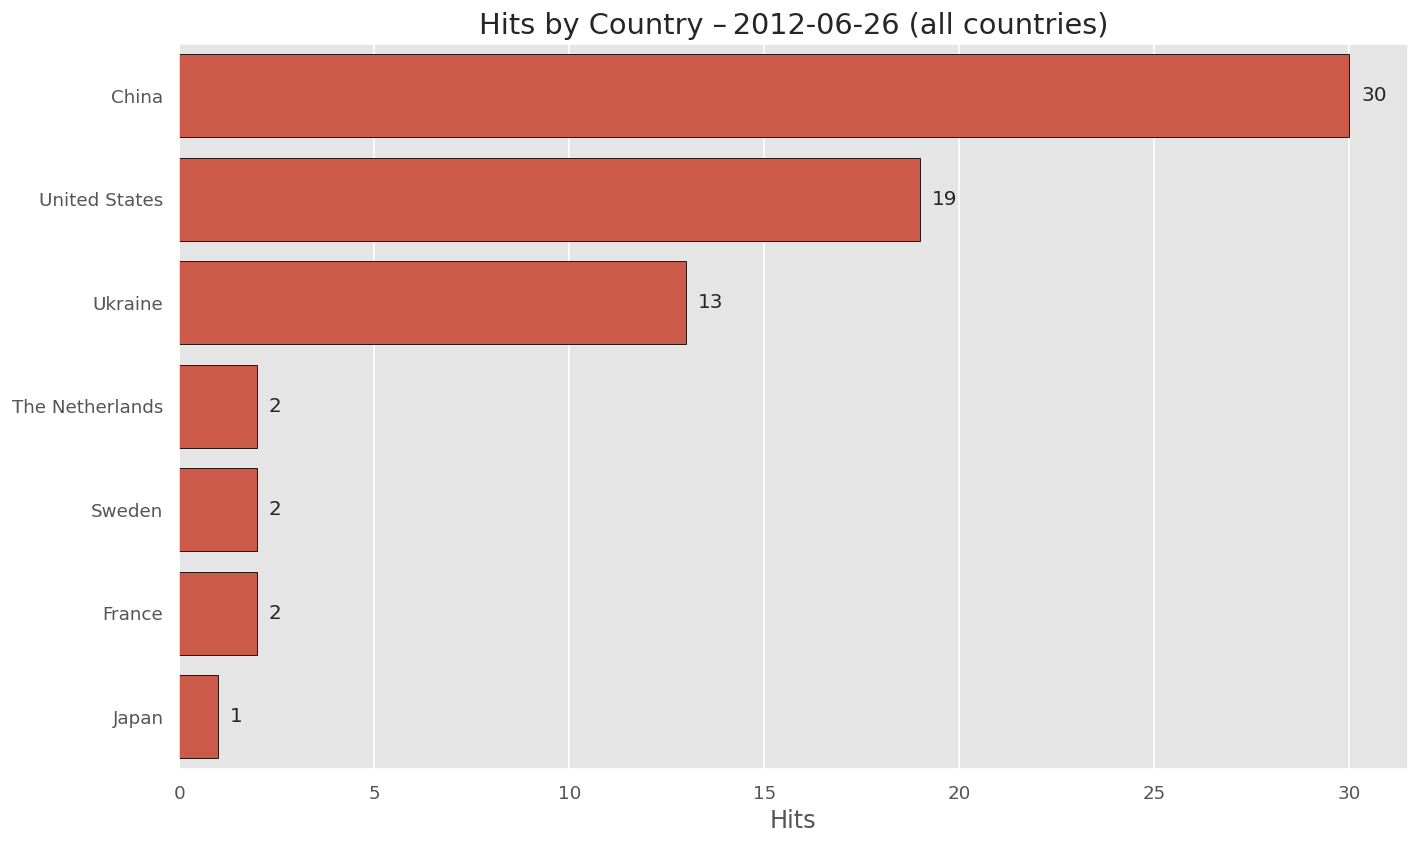 Hits by Country – 2012-06-26 (all countries)
China
30
United States
19
Ukraine
13
The Netherlands
2
Sweden
2
France
2
Japan
1
0 5 10 15 20 25 30
Hits